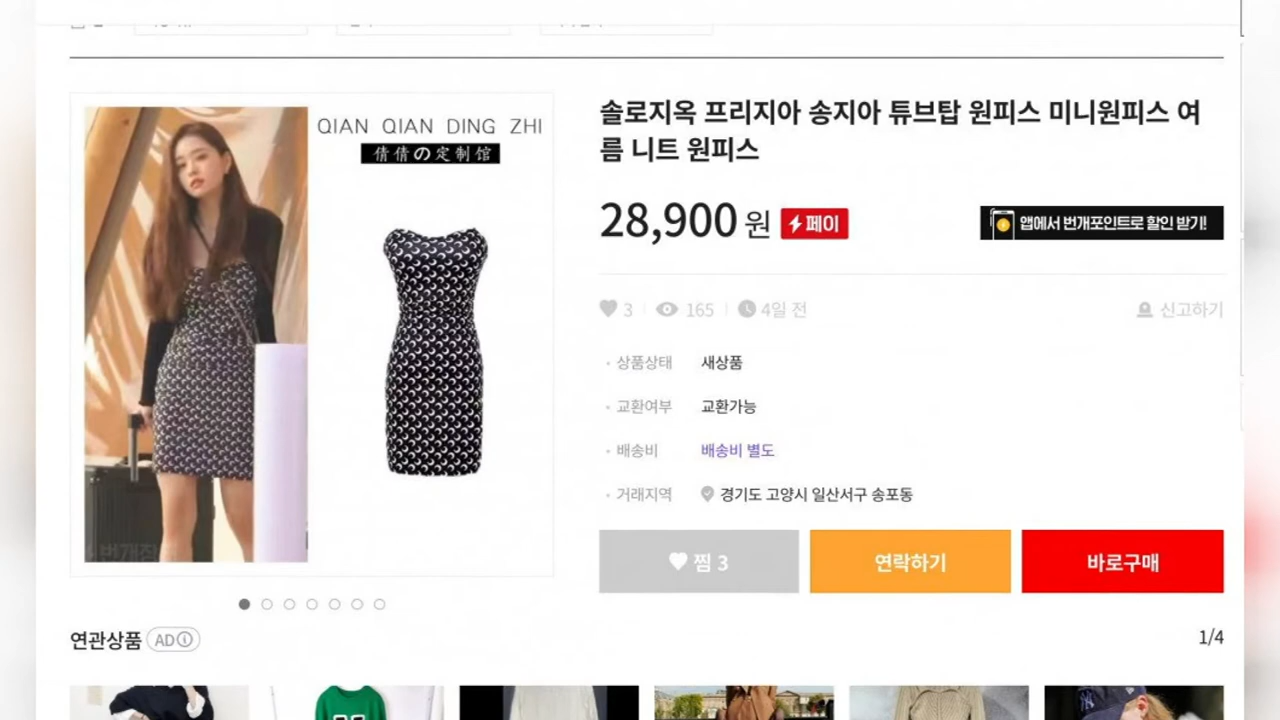 QIAN QIAN DING ZHI
倩倩の定制馆
번개장
솔로지옥 프리지아 송지아 튜브탑 원피스 미니원피스 여
름 니트 원피스
28,900 원 페이
앱에서 번개포인트로 할인 받기!
3 165 4일 전 신고하기
상품상태 새상품
교환여부 교환가능
배송비 배송비 별도
거래지역 경기도 고양시 일산서구 송포동
찜 3 연락하기 바로구매
연관상품 AD 1/4